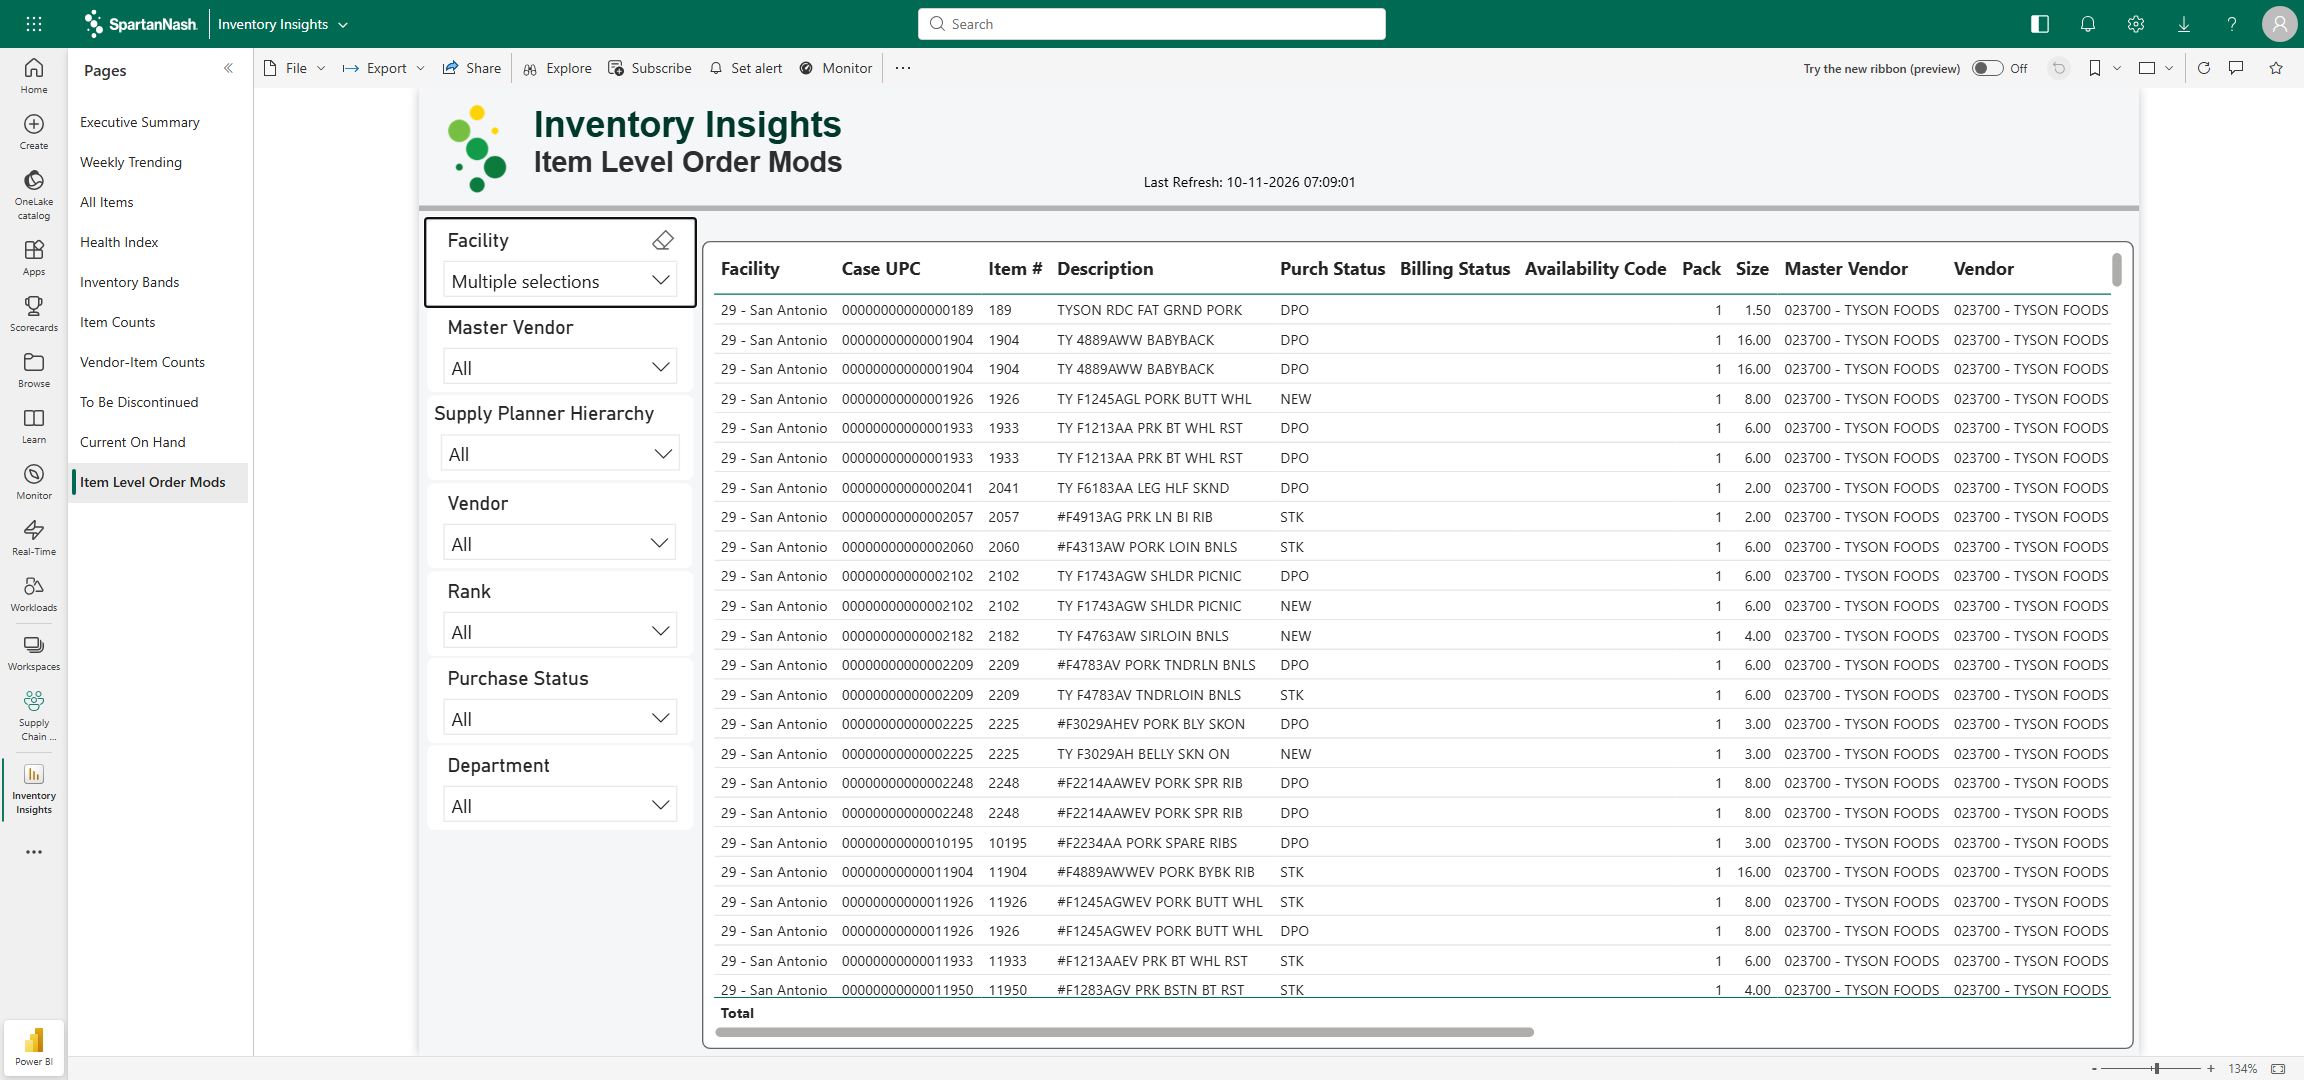 SpartanNash
Inventory Insights
Search
Home
Create
OneLake
catalog
Apps
Scorecards
Browse
Learn
Monitor
Real-Time
Workloads
Workspaces
Supply
Chain ...
Inventory
Insights
Power BI
Pages
Executive Summary
Weekly Trending
All Items
Health Index
Inventory Bands
Item Counts
Vendor-Item Counts
To Be Discontinued
Current On Hand
Item Level Order Mods
File Export Share Explore Subscribe Set alert Monitor ...
Try the new ribbon (preview) Off
Inventory Insights
Item Level Order Mods
Last Refresh: 10-11-2026 07:09:01
Facility
Multiple selections
Master Vendor
All
Supply Planner Hierarchy
All
Vendor
All
Rank
All
Purchase Status
All
Department
All
Facility Case UPC Item # Description Purch Status Billing Status Availability Code Pack Size Master Vendor Vendor
29 - San Antonio 00000000000000189 189 TYSON RDC FAT GRND PORK DPO 1 1.50 023700 - TYSON FOODS 023700 - TYSON FOODS
29 - San Antonio 00000000000001904 1904 TY 4889AWW BABYBACK DPO 1 16.00 023700 - TYSON FOODS 023700 - TYSON FOODS
29 - San Antonio 00000000000001904 1904 TY 4889AWW BABYBACK DPO 1 16.00 023700 - TYSON FOODS 023700 - TYSON FOODS
29 - San Antonio 00000000000001926 1926 TY F1245AGL PORK BUTT WHL NEW 1 8.00 023700 - TYSON FOODS 023700 - TYSON FOODS
29 - San Antonio 00000000000001933 1933 TY F1213AA PRK BT WHL RST DPO 1 6.00 023700 - TYSON FOODS 023700 - TYSON FOODS
29 - San Antonio 00000000000001933 1933 TY F1213AA PRK BT WHL RST DPO 1 6.00 023700 - TYSON FOODS 023700 - TYSON FOODS
29 - San Antonio 00000000000002041 2041 TY F6183AA LEG HLF SKND DPO 1 2.00 023700 - TYSON FOODS 023700 - TYSON FOODS
29 - San Antonio 00000000000002057 2057 #F4913AG PRK LN BI RIB STK 1 2.00 023700 - TYSON FOODS 023700 - TYSON FOODS
29 - San Antonio 00000000000002060 2060 #F4313AW PORK LOIN BNLS STK 1 6.00 023700 - TYSON FOODS 023700 - TYSON FOODS
29 - San Antonio 00000000000002102 2102 TY F1743AGW SHLDR PICNIC DPO 1 6.00 023700 - TYSON FOODS 023700 - TYSON FOODS
29 - San Antonio 00000000000002102 2102 TY F1743AGW SHLDR PICNIC NEW 1 6.00 023700 - TYSON FOODS 023700 - TYSON FOODS
29 - San Antonio 00000000000002182 2182 TY F4763AW SIRLOIN BNLS NEW 1 4.00 023700 - TYSON FOODS 023700 - TYSON FOODS
29 - San Antonio 00000000000002209 2209 #F4783AV PORK TNDRLN BNLS DPO 1 6.00 023700 - TYSON FOODS 023700 - TYSON FOODS
29 - San Antonio 00000000000002209 2209 TY F4783AV TNDRLOIN BNLS STK 1 6.00 023700 - TYSON FOODS 023700 - TYSON FOODS
29 - San Antonio 00000000000002225 2225 #F3029AHEV PORK BLY SKON DPO 1 3.00 023700 - TYSON FOODS 023700 - TYSON FOODS
29 - San Antonio 00000000000002225 2225 TY F3029AH BELLY SKN ON NEW 1 3.00 023700 - TYSON FOODS 023700 - TYSON FOODS
29 - San Antonio 00000000000002248 2248 #F2214AAWEV PORK SPR RIB DPO 1 8.00 023700 - TYSON FOODS 023700 - TYSON FOODS
29 - San Antonio 00000000000002248 2248 #F2214AAWEV PORK SPR RIB DPO 1 8.00 023700 - TYSON FOODS 023700 - TYSON FOODS
29 - San Antonio 00000000000010195 10195 #F2234AA PORK SPARE RIBS DPO 1 3.00 023700 - TYSON FOODS 023700 - TYSON FOODS
29 - San Antonio 00000000000011904 11904 #F4889AWWEV PORK BYBK RIB STK 1 16.00 023700 - TYSON FOODS 023700 - TYSON FOODS
29 - San Antonio 00000000000011926 11926 #F1245AGWEV PORK BUTT WHL STK 1 8.00 023700 - TYSON FOODS 023700 - TYSON FOODS
29 - San Antonio 00000000000011926 1926 #F1245AGWEV PORK BUTT WHL DPO 1 8.00 023700 - TYSON FOODS 023700 - TYSON FOODS
29 - San Antonio 00000000000011933 11933 #F1213AAEV PRK BT WHL RST STK 1 6.00 023700 - TYSON FOODS 023700 - TYSON FOODS
29 - San Antonio 00000000000011950 11950 #F1283AGV PRK BSTN BT RST STK 1 4.00 023700 - TYSON FOODS 023700 - TYSON FOODS
Total
- + 134%